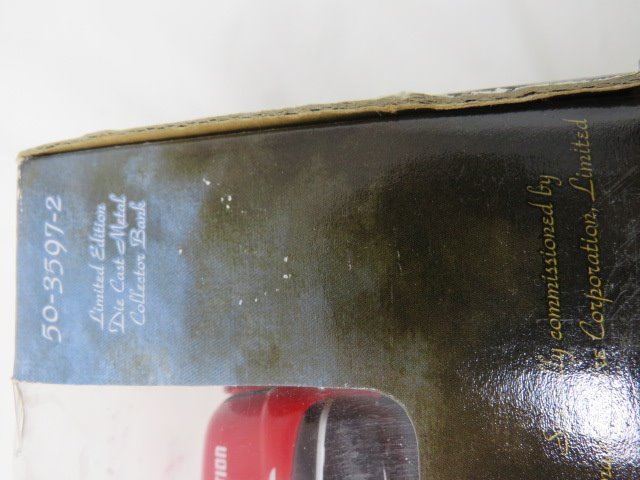 50-3597-2
Limited Edition
Die Cast Metal
Collector Bank
commissioned by
Corporation, Limited